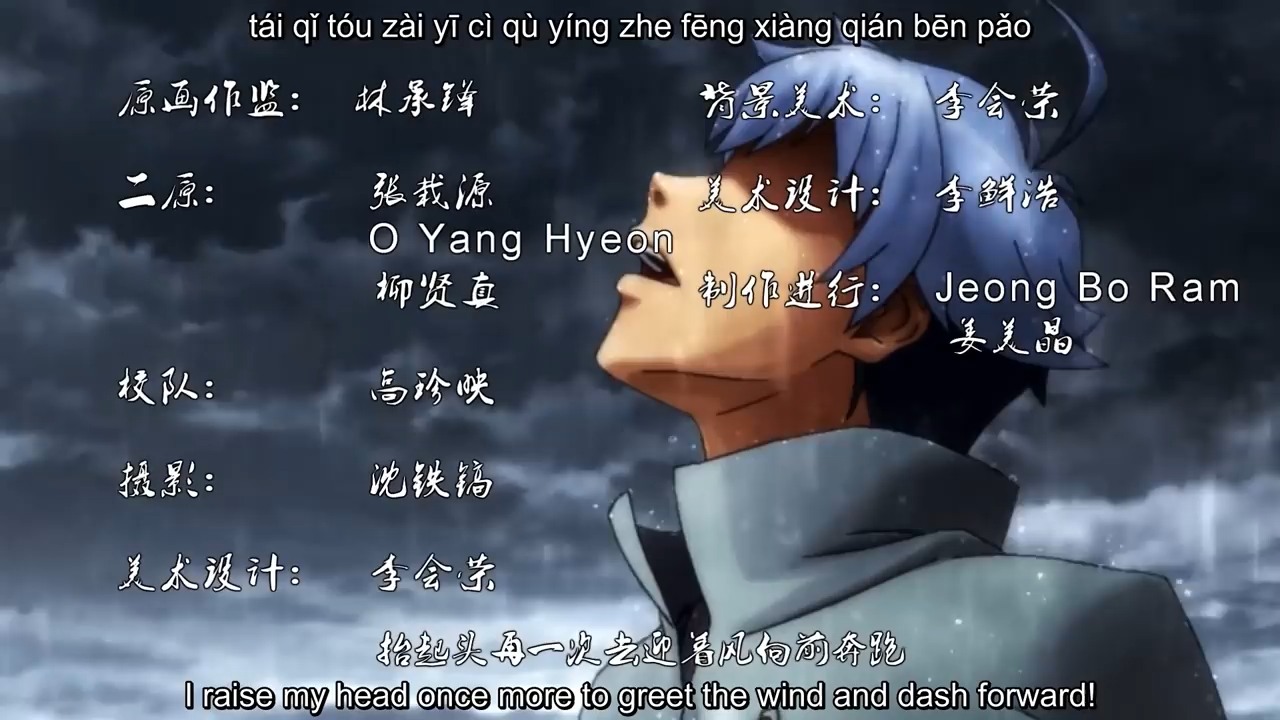 tái qǐ tóu zài yī cì qù yíng zhe fēng xiàng qián bēn pǎo
原画作监： 林承锋
二原： 张栽源
O Yang Hyeon
柳贤真
校队： 高珍映
摄影： 沈铁镐
美术设计： 李会荣
背景美术： 李会荣
美术设计： 李鲜浩
制作进行： Jeong Bo Ram
姜美晶
抬起头再一次去迎着风向前奔跑
I raise my head once more to greet the wind and dash forward!